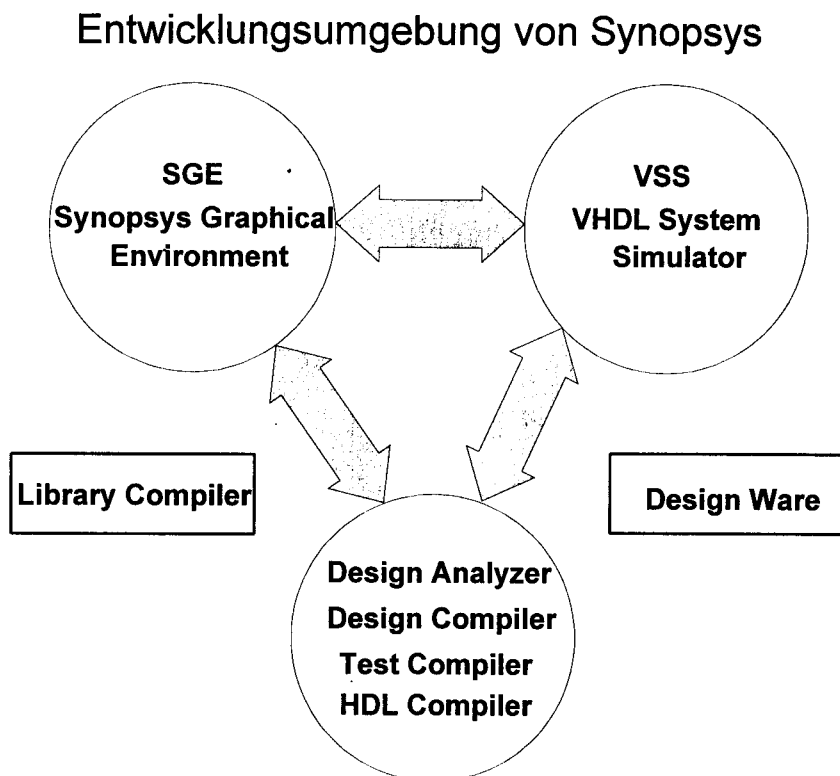 Entwicklungsumgebung von Synopsys
SGE
Synopsys Graphical
Environment
VSS
VHDL System
Simulator
Library Compiler
Design Ware
Design Analyzer
Design Compiler
Test Compiler
HDL Compiler